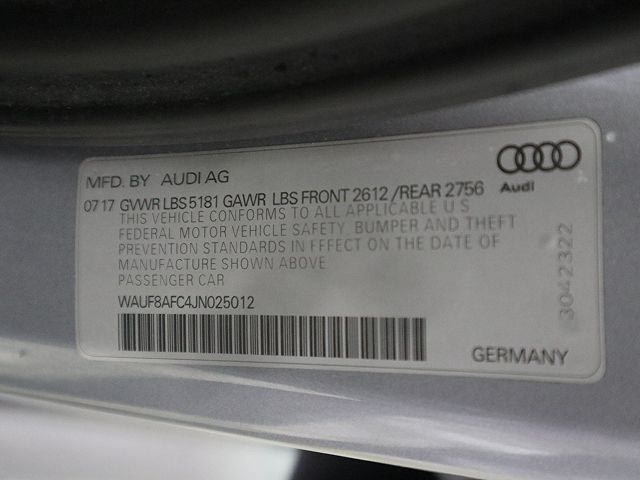 MFD. BY AUDI AG
Audi
07 17 GVWR LBS 5181 GAWR LBS FRONT 2612 /REAR 2756
THIS VEHICLE CONFORMS TO ALL APPLICABLE U S
FEDERAL MOTOR VEHICLE SAFETY, BUMPER AND THEFT
PREVENTION STANDARDS IN EFFECT ON THE DATE OF
MANUFACTURE SHOWN ABOVE
PASSENGER CAR
WAUF8AFC4JN025012
3042322
GERMANY